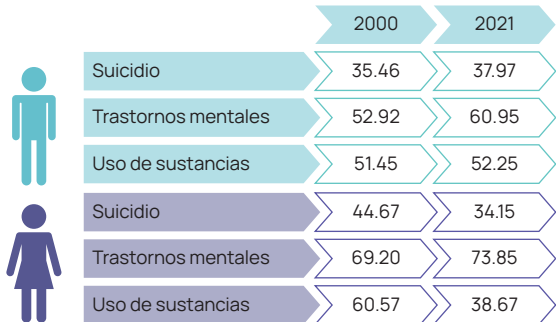 2000 2021
Suicidio 35.46 37.97
Trastornos mentales 52.92 60.95
Uso de sustancias 51.45 52.25
Suicidio 44.67 34.15
Trastornos mentales 69.20 73.85
Uso de sustancias 60.57 38.67